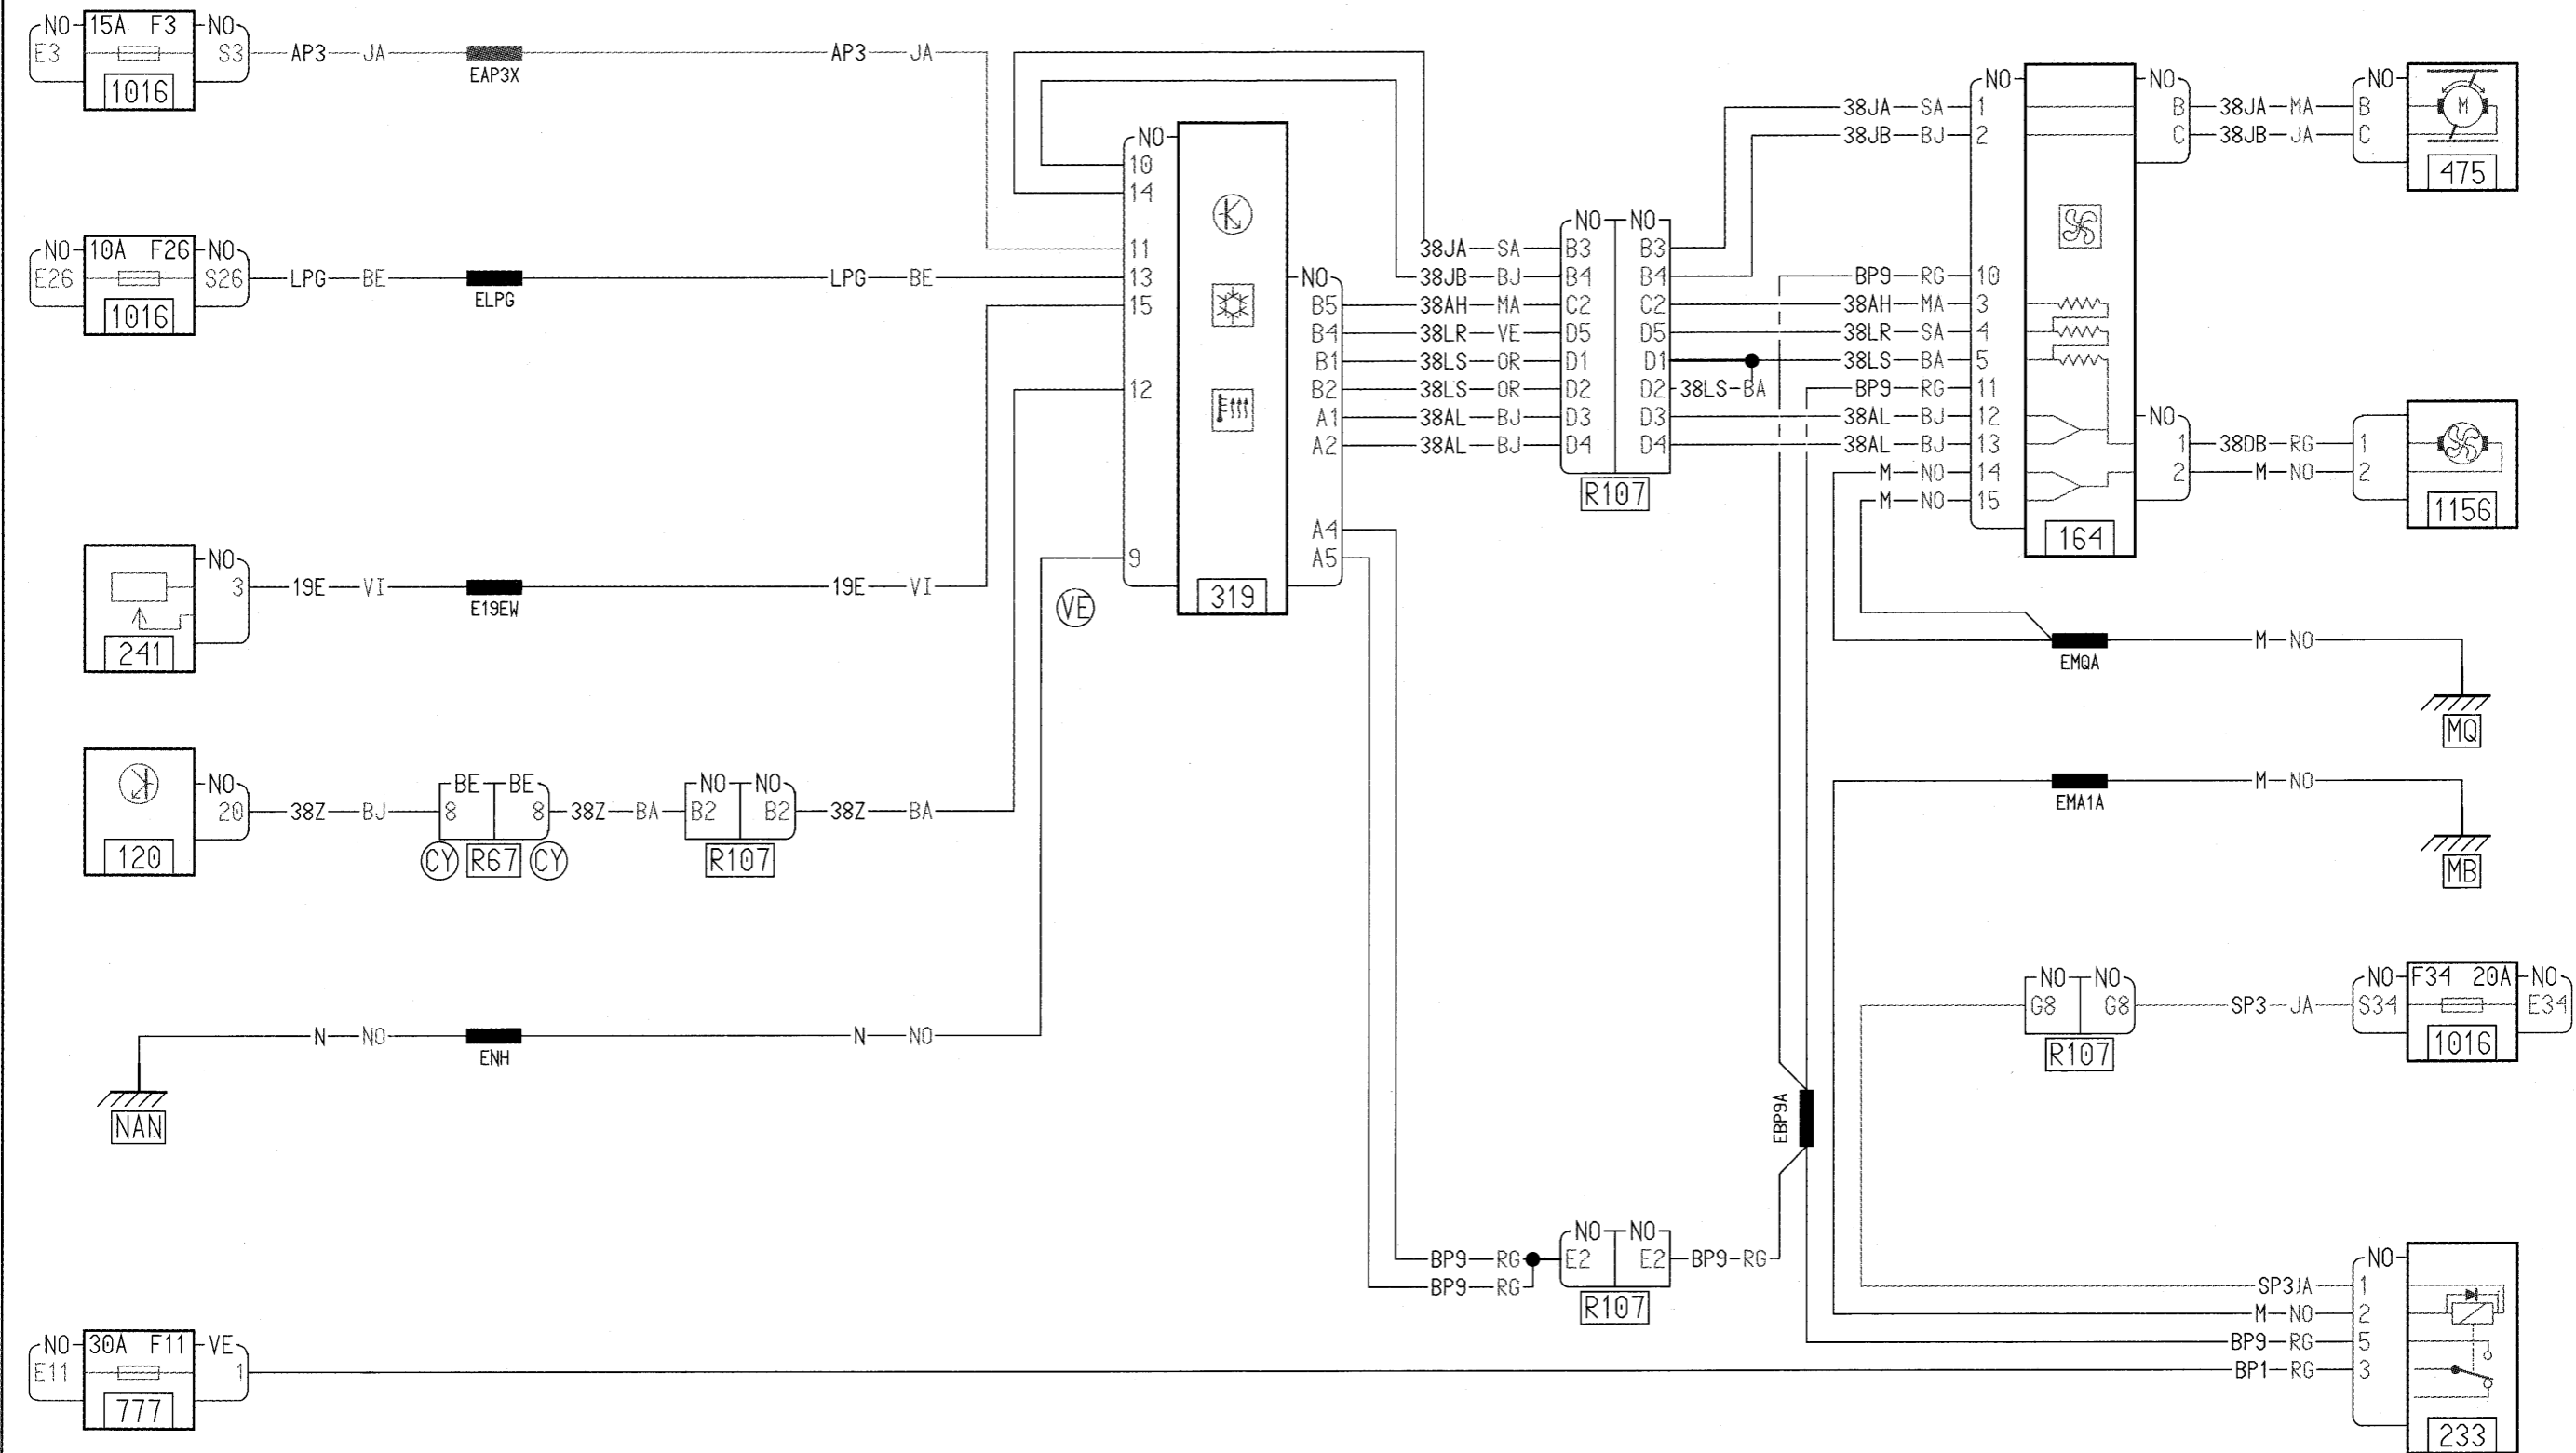 NO 15A F3 NO
E3 S3 AP3 JA EAP3X AP3 JA
1016
NO 10A F26 NO
E26 S26 LPG BE ELPG LPG BE
1016
NO
3 19E VI E19EW 19E VI
241
NO
20 38Z BJ
120
BE BE
8 8
CY R67 CY
38Z BA
NO NO
B2 B2
R107
38Z BA
N NO ENH N NO
NAN
NO 30A F11 VE
E11 1
777
NO
10
14
11
13
15
12
9
VE
319
NO
B5
B4
B1
B2
A1
A2
A4
A5
38JA SA
38JB BJ
38AH MA
38LR VE
38LS OR
38LS OR
38AL BJ
38AL BJ
NO NO
B3 B3
B4 B4
C2 C2
D5 D5
D1 D1
D2 D2 38LS BA
D3 D3
D4 D4
R107
BP9 RG
BP9 RG
NO NO
E2 E2
R107
BP9 RG
EBP9A
NO
38JA SA 1
38JB BJ 2
BP9 RG 10
38AH MA 3
38LR SA 4
38LS BA 5
BP9 RG 11
38AL BJ 12
38AL BJ 13
M NO 14
M NO 15
164
NO
B 38JA MA B
C 38JB JA C
NO
475
NO
1 38DB RG 1
2 M NO 2
1156
EMQA M NO
MQ
EMA1A M NO
MB
NO NO
G8 G8
R107
SP3 JA
NO F34 20A NO
S34 E34
1016
NO
SP3JA 1
M NO 2
BP9 RG 5
BP1 RG 3
233